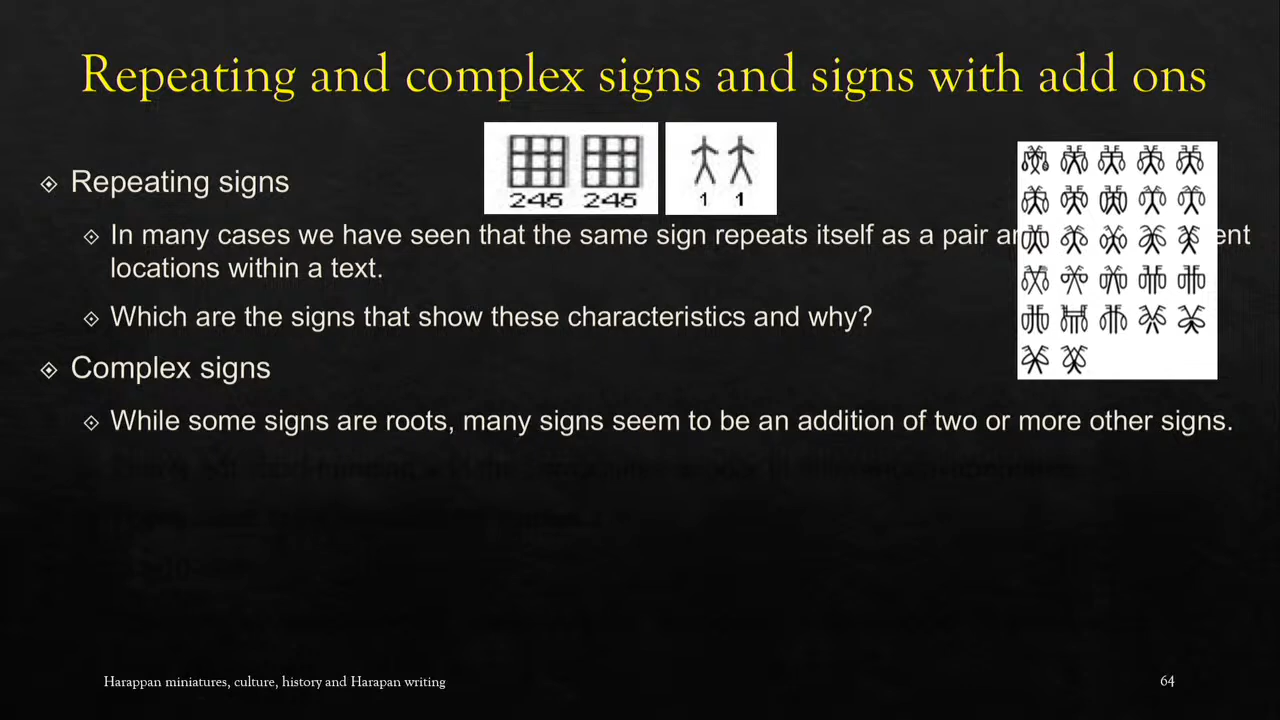 Repeating and complex signs and signs with add ons
245 245
1 1
Repeating signs
In many cases we have seen that the same sign repeats itself as a pair
locations within a text.
Which are the signs that show these characteristics and why?
Complex signs
While some signs are roots, many signs seem to be an addition of two or more other signs.
Harappan miniatures, culture, history and Harapan writing
64